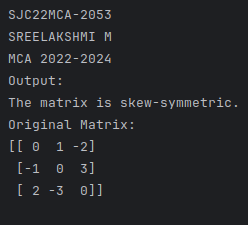 SJC22MCA-2053
SREELAKSHMI M
MCA 2022-2024
Output:
The matrix is skew-symmetric.
Original Matrix:
[[ 0  1 -2]
 [-1  0  3]
 [ 2 -3  0]]